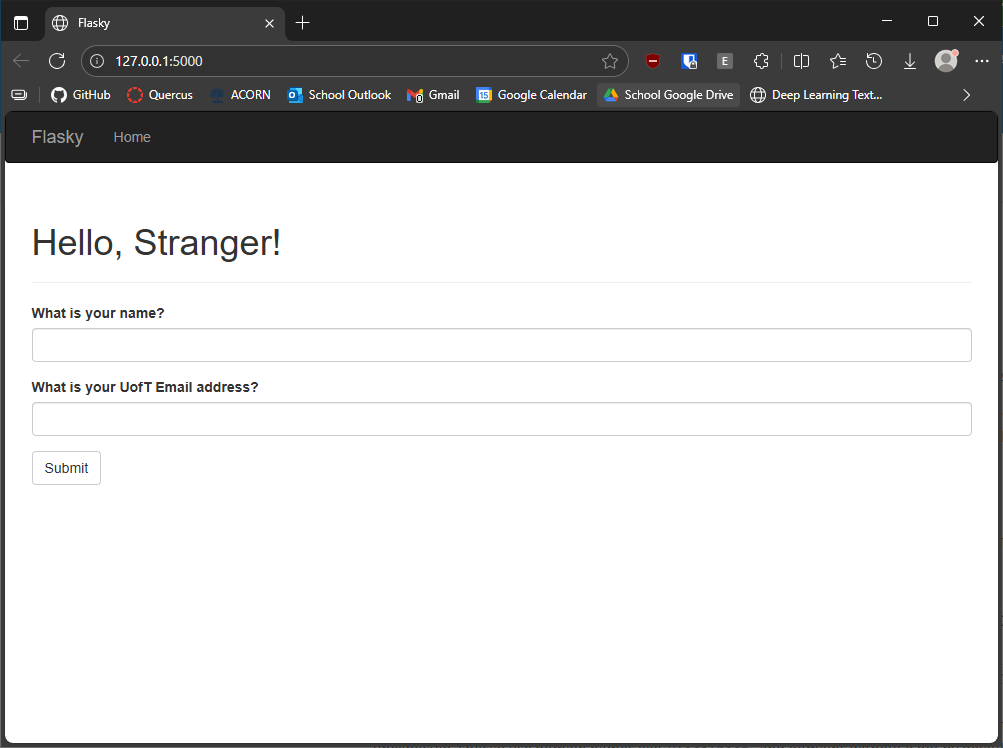 Flasky
127.0.0.1:5000
E
GitHub Quercus ACORN School Outlook Gmail 15 Google Calendar School Google Drive Deep Learning Text...
Flasky Home
Hello, Stranger!
What is your name?
What is your UofT Email address?
Submit